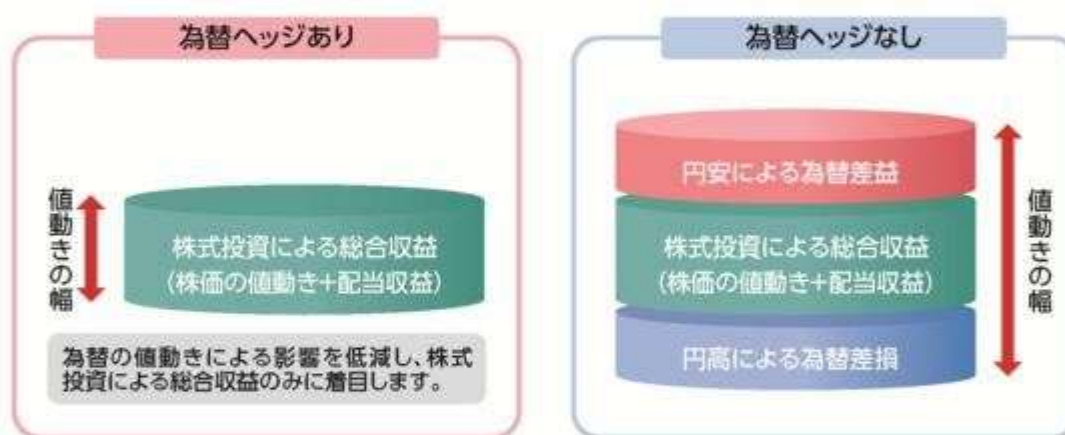 為替ヘッジあり
値動きの幅
株式投資による総合収益
(株価の値動き+配当収益)
為替の値動きによる影響を低減し、株式
投資による総合収益のみに着目します。
為替ヘッジなし
円安による為替差益
株式投資による総合収益
(株価の値動き+配当収益)
円高による為替差損
値動きの幅